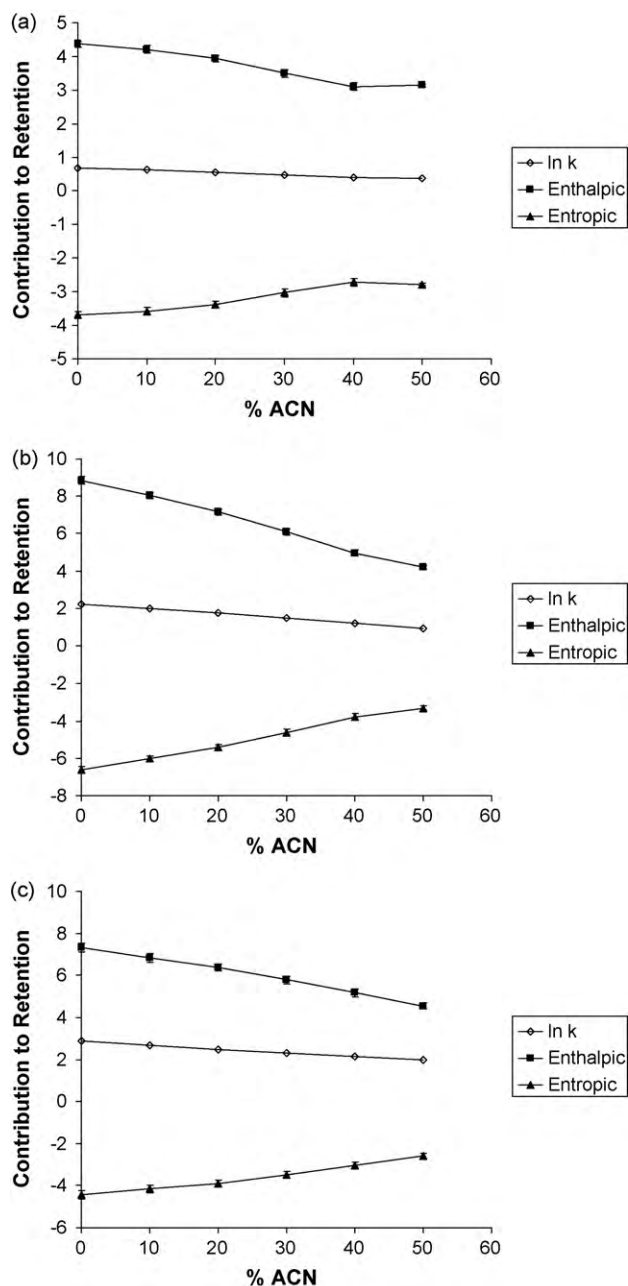 (a)
5
4
3
2
1
0
-1
-2
-3
-4
-5
Contribution to Retention
0 10 20 30 40 50 60
% ACN
ln k
Enthalpic
Entropic
(b)
10
8
6
4
2
0
-2
-4
-6
-8
Contribution to Retention
0 10 20 30 40 50 60
% ACN
ln k
Enthalpic
Entropic
(c)
10
8
6
4
2
0
-2
-4
-6
Contribution to Retention
0 10 20 30 40 50 60
% ACN
ln k
Enthalpic
Entropic